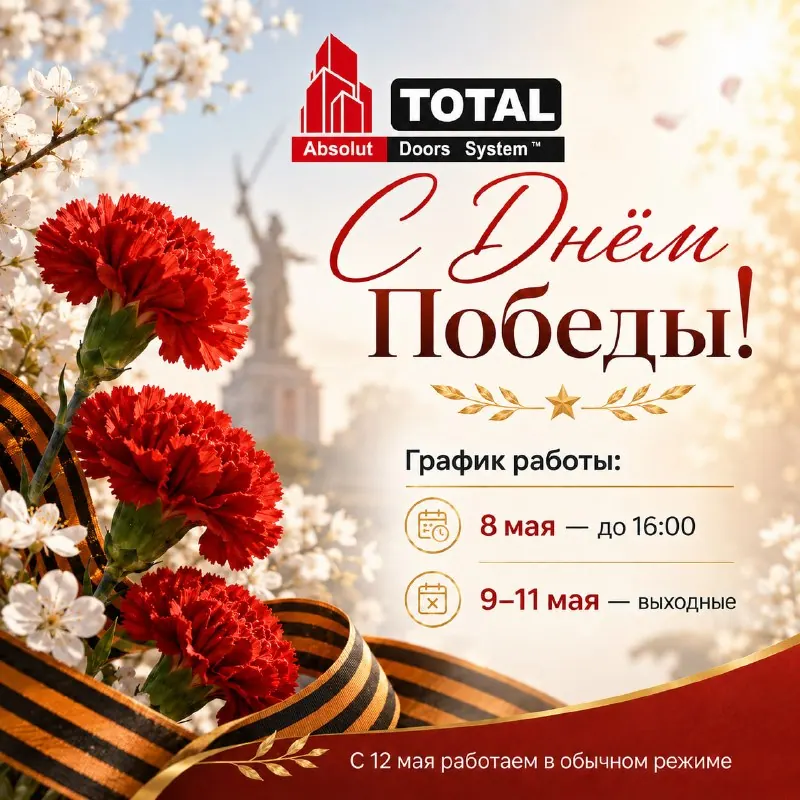 TOTAL
Absolut Doors System™
С Днём
Победы!
График работы:
8 мая — до 16:00
9–11 мая — выходные
С 12 мая работаем в обычном режиме